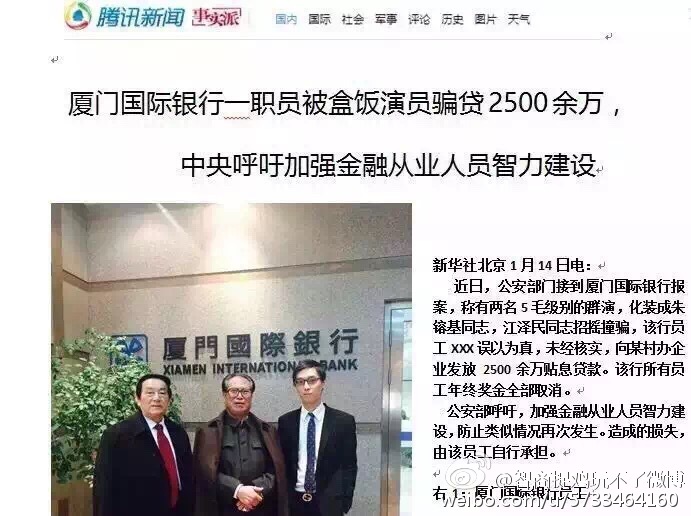 腾讯新闻 事实派 国内 国际 社会 军事 评论 历史 图片 天气
厦门国际银行一职员被盒饭演员骗贷2500余万，
中央呼吁加强金融从业人员智力建设
厦門國際銀行
XIAMEN INTERNATIONAL BANK
新华社北京1月14日电：
近日，公安部门接到厦门国际银行报
案，称有两名5毛级别的群演，化装成朱
镕基同志，江泽民同志招摇撞骗，该行员
工XXX误以为真，未经核实，向某村办企
业发放 2500 余万贴息贷款。该行所有员
工年终奖金全部取消。
公安部呼吁，加强金融从业人员智力建
设，防止类似情况再次发生。造成的损失，
由该员工自行承担。
@智商捉鸡玩不了微博
右1：厦门国际银行员工
weibo.com/u/3733464160